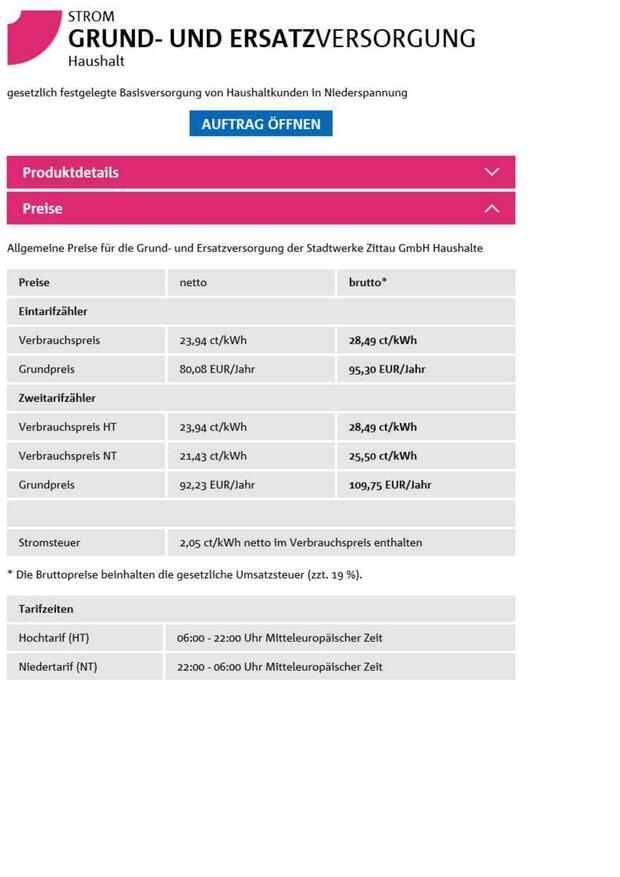 STROM
GRUND- UND ERSATZVERSORGUNG
Haushalt
gesetzlich festgelegte Basisversorgung von Haushaltkunden in Niederspannung
AUFTRAG ÖFFNEN
Produktdetails
Preise
Allgemeine Preise für die Grund- und Ersatzversorgung der Stadtwerke Zittau GmbH Haushalte
Preise netto brutto*
Eintarifzähler
Verbrauchspreis 23,94 ct/kWh 28,49 ct/kWh
Grundpreis 80,08 EUR/Jahr 95,30 EUR/Jahr
Zweitarifzähler
Verbrauchspreis HT 23,94 ct/kWh 28,49 ct/kWh
Verbrauchspreis NT 21,43 ct/kWh 25,50 ct/kWh
Grundpreis 92,23 EUR/Jahr 109,75 EUR/Jahr
Stromsteuer 2,05 ct/kWh netto im Verbrauchspreis enthalten
* Die Bruttopreise beinhalten die gesetzliche Umsatzsteuer (zzt. 19 %).
Tarifzeiten
Hochtarif (HT) 06:00 - 22:00 Uhr Mitteleuropäischer Zeit
Niedertarif (NT) 22:00 - 06:00 Uhr Mitteleuropäischer Zeit